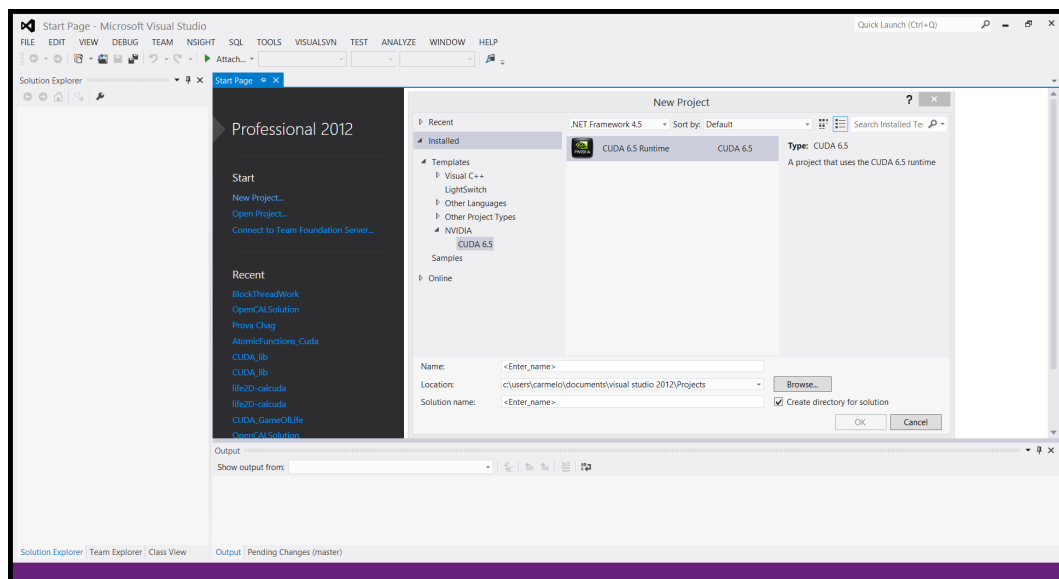 Start Page - Microsoft Visual Studio
Quick Launch (Ctrl+Q)
FILE EDIT VIEW DEBUG TEAM NSIGHT SQL TOOLS VISUALSVN TEST ANALYZE WINDOW HELP
Attach...
Solution Explorer
Start Page
Professional 2012
Start
New Project...
Open Project...
Connect to Team Foundation Server...
Recent
BlockThreadWork
OpenCALSolution
Prova Chag
AtomicFunctions_Cuda
CUDA_lib
CUDA_lib
life2D-calcuda
life2D-calcuda
CUDA_GameOfLife
OpenCALSolution
New Project
?
Recent
Installed
Templates
Visual C++
LightSwitch
Other Languages
Other Project Types
NVIDIA
CUDA 6.5
Samples
Online
.NET Framework 4.5 Sort by: Default
Search Installed Te
CUDA 6.5 Runtime CUDA 6.5
Type: CUDA 6.5
A project that uses the CUDA 6.5 runtime
Name: <Enter_name>
Location: c:\users\carmelo\documents\visual studio 2012\Projects Browse...
Solution name: <Enter_name> Create directory for solution
OK Cancel
Output
Show output from:
Solution Explorer Team Explorer Class View
Output Pending Changes (master)